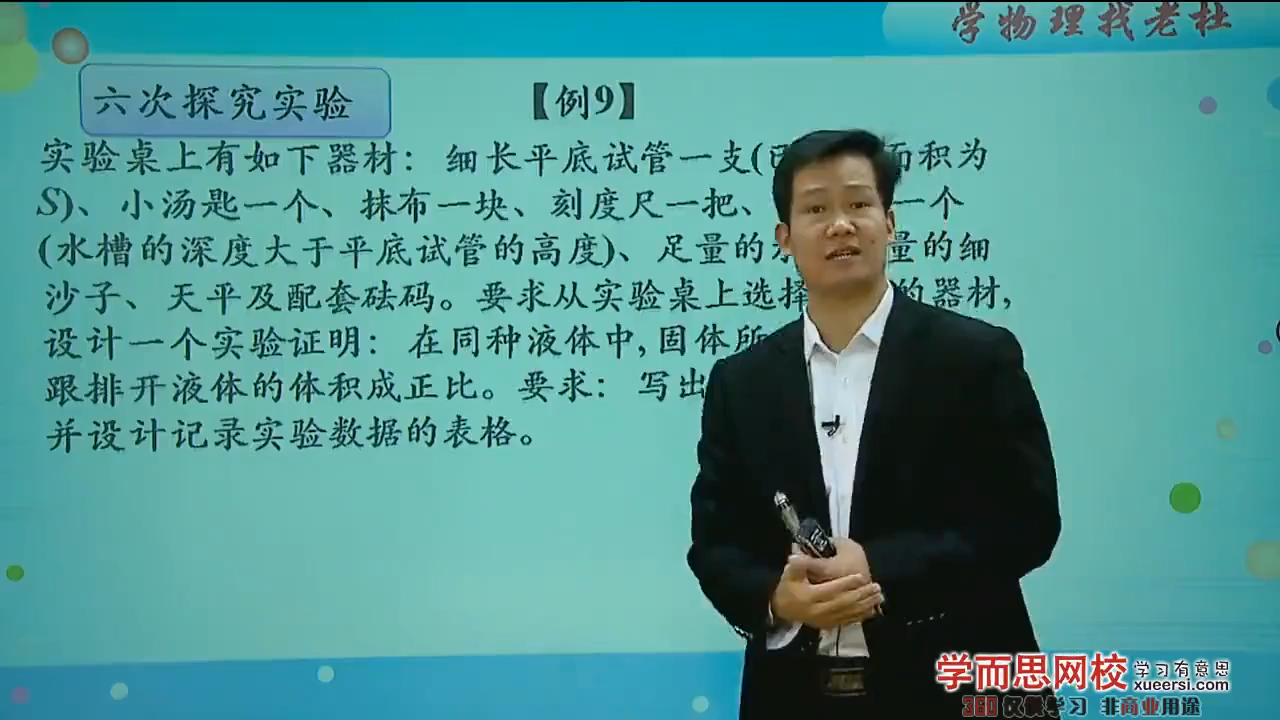 学物理找老杜
六次探究实验
【例9】
实验桌上有如下器材：细长平底试管一支(已 面积为
S)、小汤匙一个、抹布一块、刻度尺一把、 一个
(水槽的深度大于平底试管的高度)、足量的水 量的细
沙子、天平及配套砝码。要求从实验桌上选择 的器材,
设计一个实验证明：在同种液体中,固体所
跟排开液体的体积成正比。要求：写出
并设计记录实验数据的表格。
学而思网校 学习有意思
xueersi.com
360 仅供学习 非商业用途